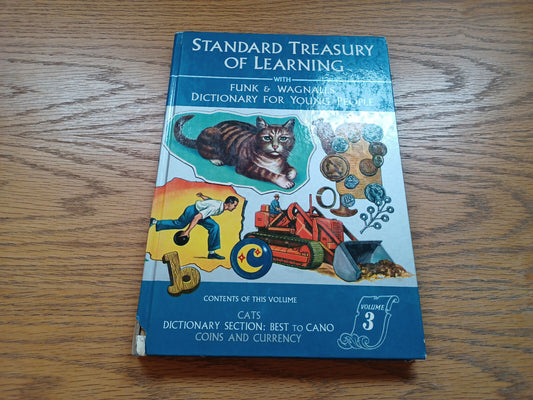 STANDARD TREASURY
OF LEARNING
WITH
FUNK & WAGNALLS
DICTIONARY FOR YOUNG PEOPLE
b
C
CONTENTS OF THIS VOLUME
CATS
DICTIONARY SECTION: BEST TO CANO
COINS AND CURRENCY
VOLUME
3